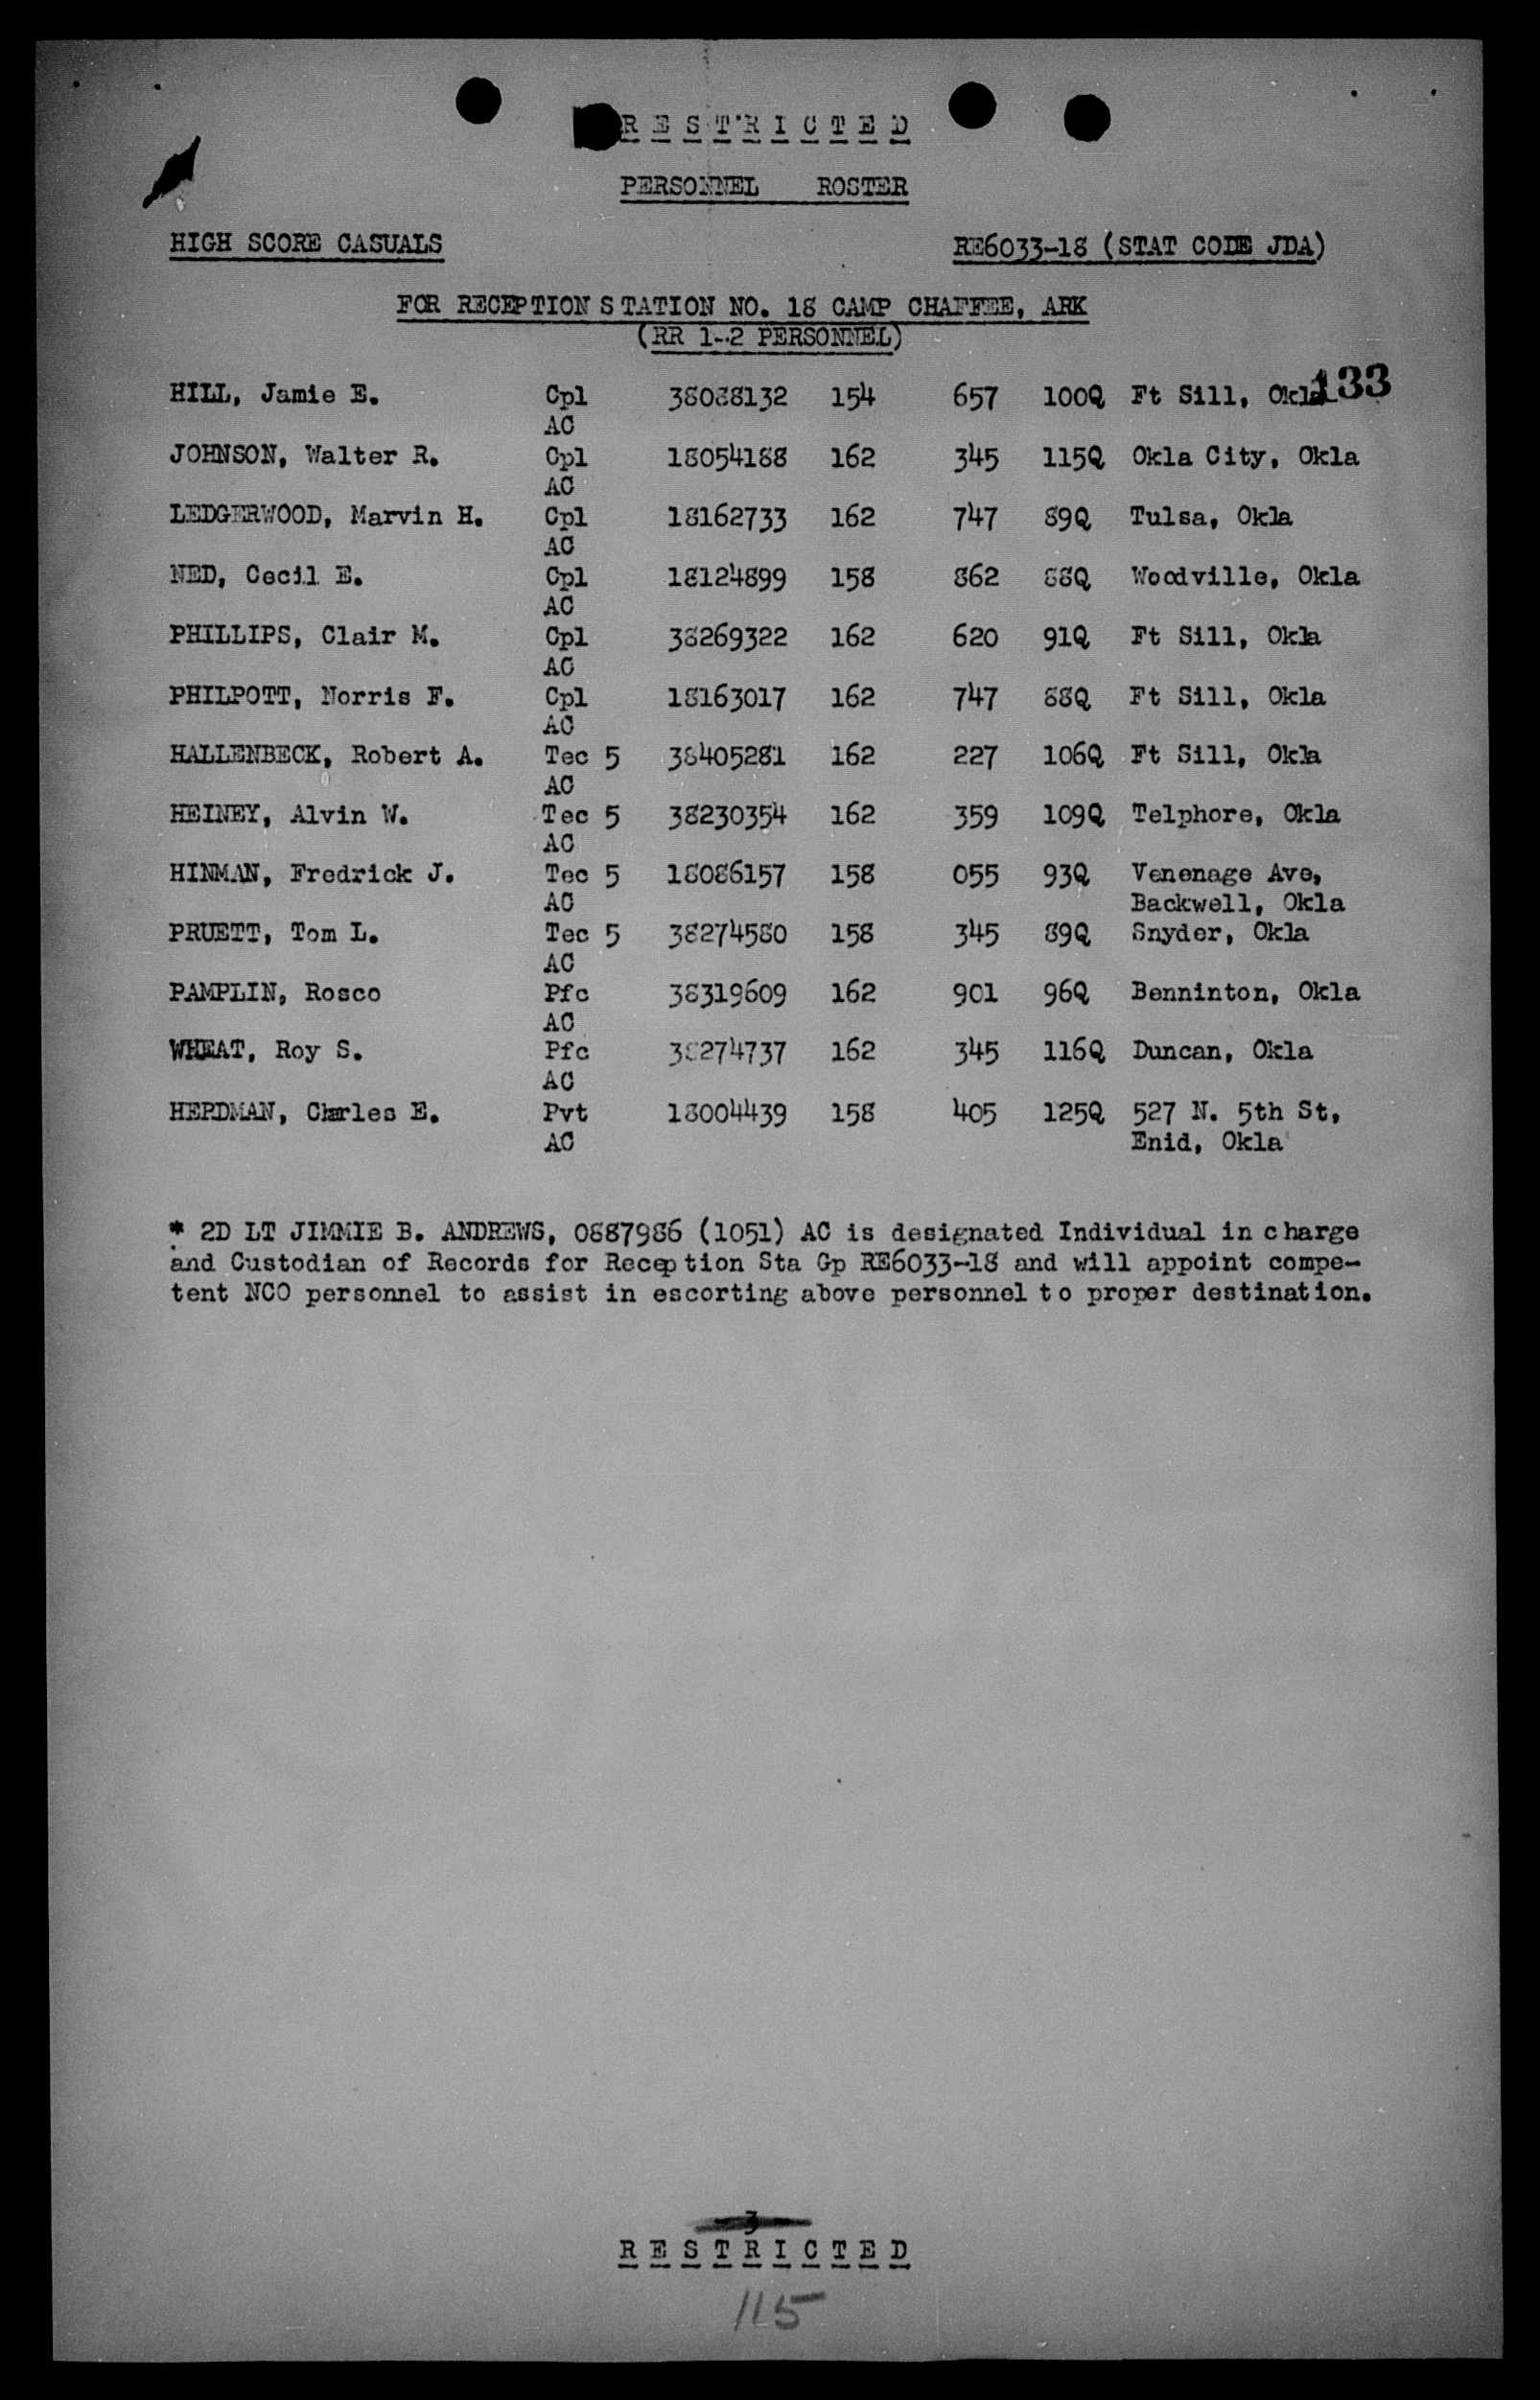 R E S T R I C T E D
PERSONNEL ROSTER
HIGH SCORE CASUALS RE6033-18 (STAT CODE JDA)
FOR RECEPTION STATION NO. 18 CAMP CHAFFEE, ARK
(RR 1-2 PERSONNEL)
133
HILL, Jamie E. Cpl 38088132 154 657 100Q Ft Sill, Okla
AC
JOHNSON, Walter R. Cpl 18054188 162 345 115Q Okla City, Okla
AC
LEDGERWOOD, Marvin H. Cpl 18162733 162 747 89Q Tulsa, Okla
AC
NED, Cecil E. Cpl 18124899 158 862 88Q Woodville, Okla
AC
PHILLIPS, Clair M. Cpl 38269322 162 620 91Q Ft Sill, Okla
AC
PHILPOTT, Norris F. Cpl 18163017 162 747 88Q Ft Sill, Okla
AC
HALLENBECK, Robert A. Tec 5 38405281 162 227 106Q Ft Sill, Okla
AC
HEINEY, Alvin W. Tec 5 38230354 162 359 109Q Telphore, Okla
AC
HINMAN, Fredrick J. Tec 5 18086157 158 055 93Q Venenage Ave,
AC Backwell, Okla
PRUETT, Tom L. Tec 5 38274580 158 345 89Q Snyder, Okla
AC
PAMPLIN, Rosco Pfc 38319609 162 901 96Q Benninton, Okla
AC
WHEAT, Roy S. Pfc 38274737 162 345 116Q Duncan, Okla
AC
HERDMAN, Charles E. Pvt 18004439 158 405 125Q 527 N. 5th St,
AC Enid, Okla
* 2D LT JIMMIE B. ANDREWS, 0887986 (1051) AC is designated Individual in charge
and Custodian of Records for Reception Sta Gp RE6033-18 and will appoint compe-
tent NCO personnel to assist in escorting above personnel to proper destination.
3
R E S T R I C T E D
115